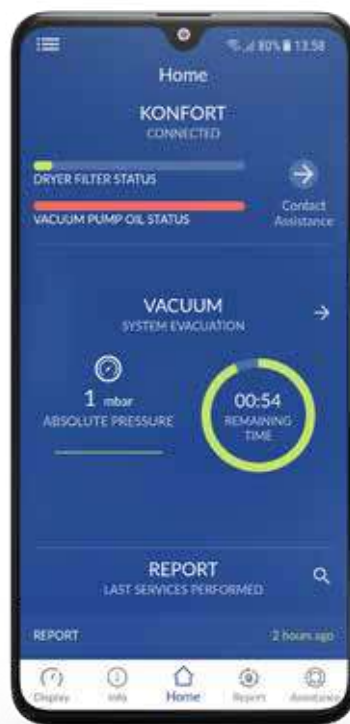 80% 13:58
Home
KONFORT
CONNECTED
DRYER FILTER STATUS
VACUUM PUMP OIL STATUS
Contact
Assistance
VACUUM
SYSTEM EVACUATION
1 mbar
ABSOLUTE PRESSURE
00:54
REMAINING
TIME
REPORT
LAST SERVICES PERFORMED
REPORT 2 hours ago
Display Info Home Report Assistance